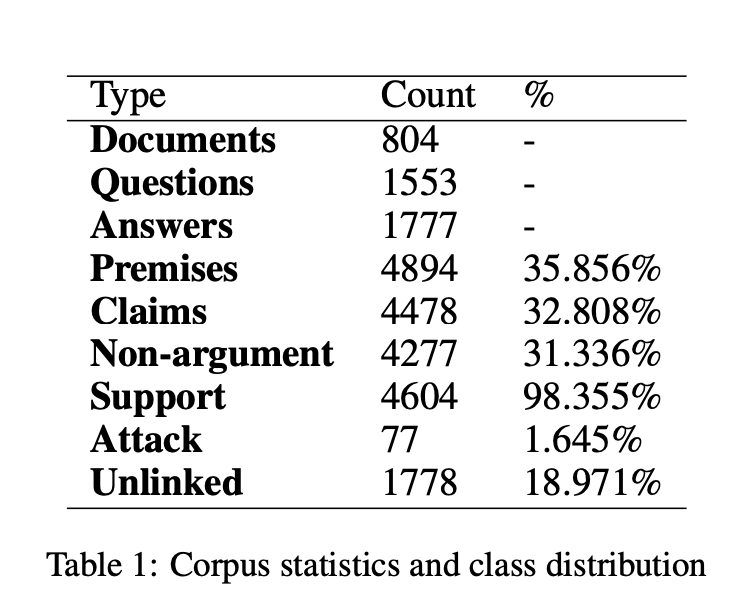 Type Count %
Documents 804 -
Questions 1553 -
Answers 1777 -
Premises 4894 35.856%
Claims 4478 32.808%
Non-argument 4277 31.336%
Support 4604 98.355%
Attack 77 1.645%
Unlinked 1778 18.971%
Table 1: Corpus statistics and class distribution